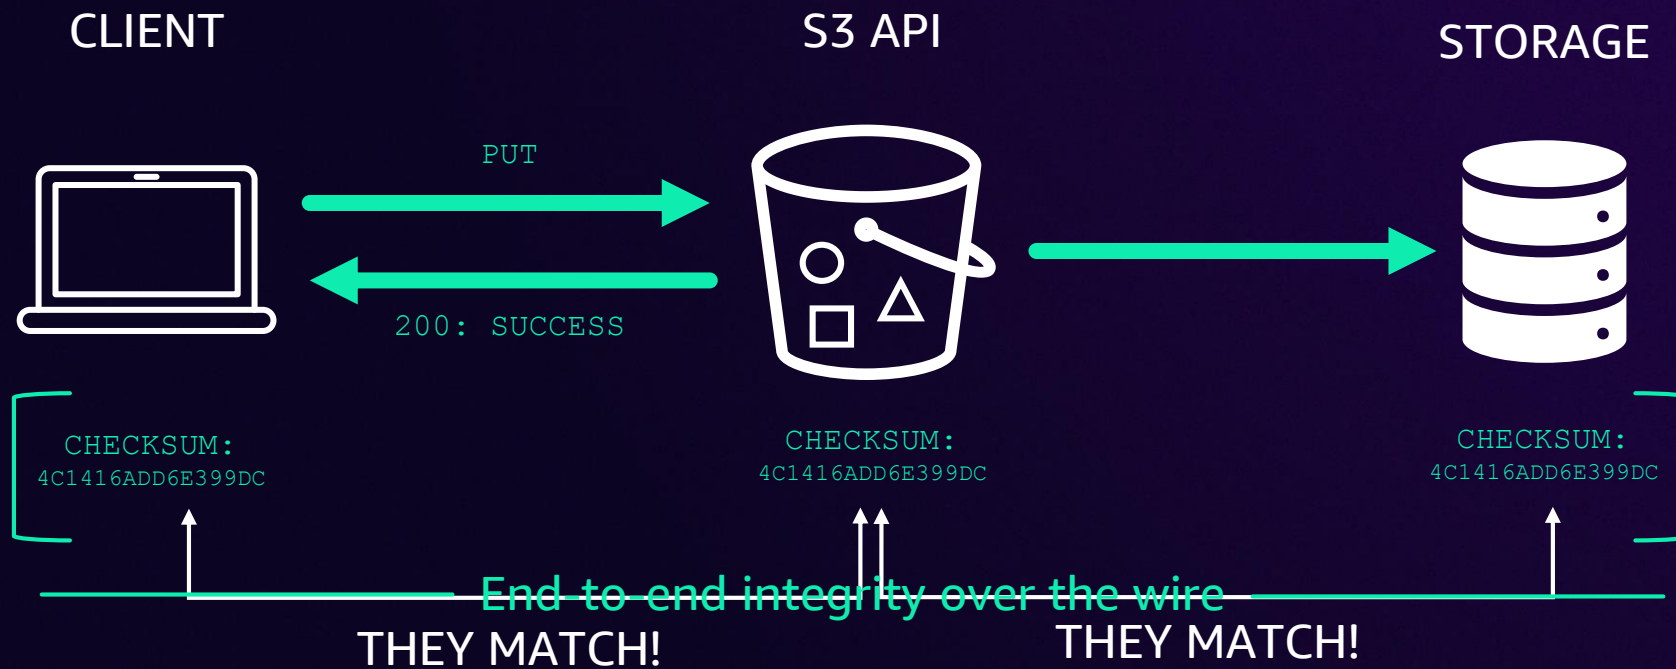 CLIENT
S3 API
STORAGE
PUT
200: SUCCESS
CHECKSUM:
4C1416ADD6E399DC
CHECKSUM:
4C1416ADD6E399DC
CHECKSUM:
4C1416ADD6E399DC
End-to-end integrity over the wire
THEY MATCH!
THEY MATCH!